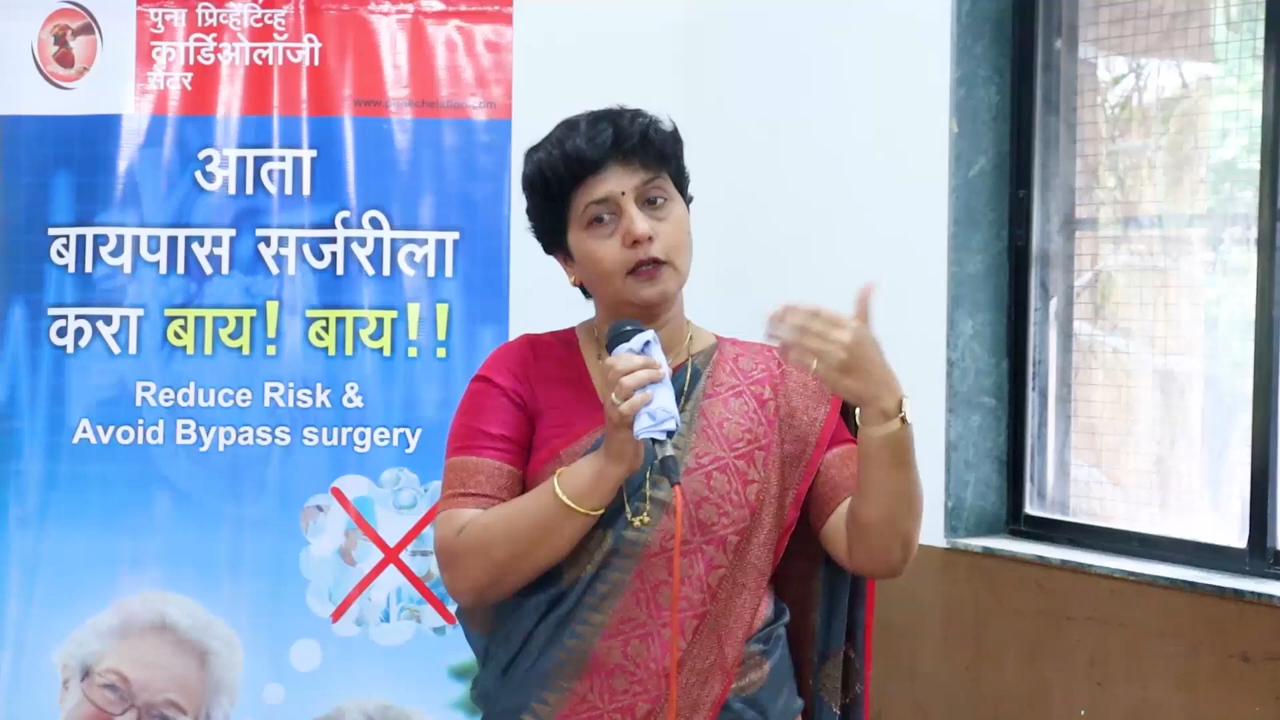 पुना प्रिव्हेंटिव्ह
कार्डिओलॉजी
सेंटर
आता
बायपास सर्जरीला
करा बाय! बाय!!
Reduce Risk &
Avoid Bypass surgery